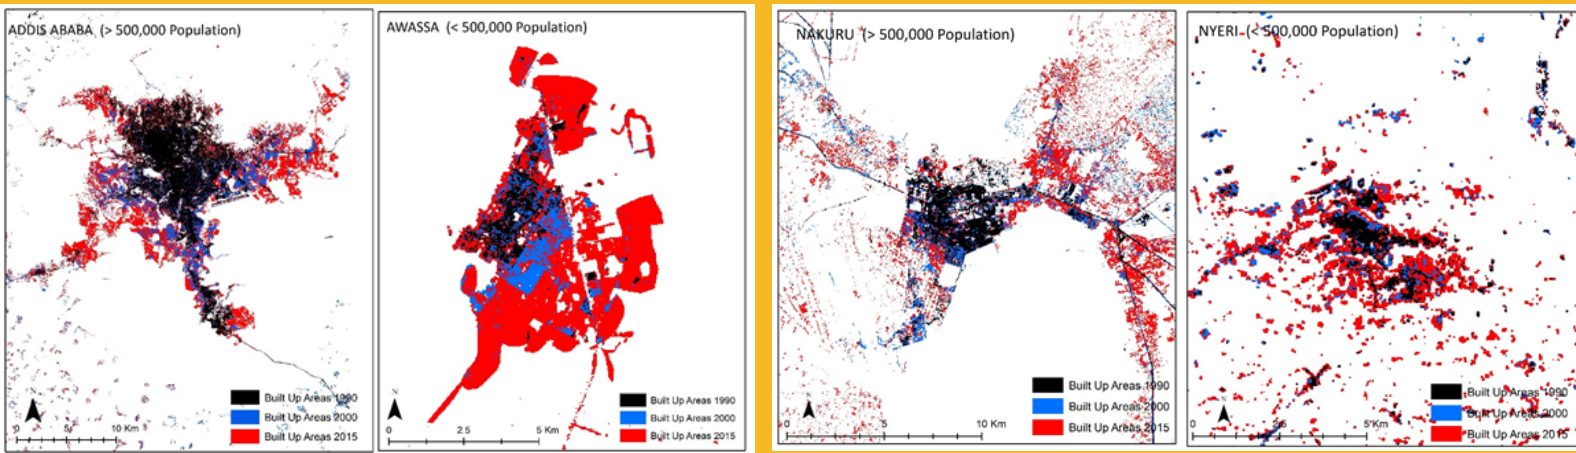 ADDIS ABABA (> 500,000 Population)
Built Up Areas 1990
Built Up Areas 2000
Built Up Areas 2015
N
0 5 10 Km
AWASSA (< 500,000 Population)
N
Built Up Areas 1990
Built Up Areas 2000
Built Up Areas 2015
0 2.5 5 Km
NAKURU (> 500,000 Population)
N
Built Up Areas 1990
Built Up Areas 2000
Built Up Areas 2015
0 5 10 Km
NYERI (< 500,000 Population)
N
Built Up Areas 1990
Built Up Areas 2000
Built Up Areas 2015
0 2.5 5 Km